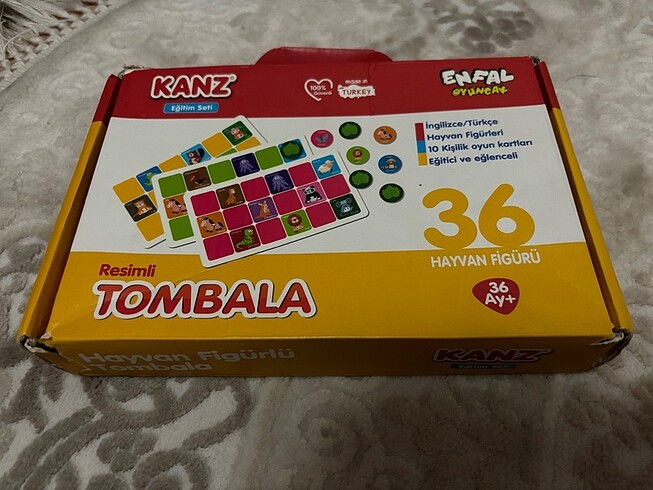 KANZ
Eğitim Seti
100%
Güvenli
MADE IN
TURKEY
ENFAL
OYUNCAK
İngilizce/Türkçe
Hayvan Figürleri
10 Kişilik oyun kartları
Eğitici ve eğlenceli
36
HAYVAN FİGÜRÜ
36
Ay+
Resimli
TOMBALA
Hayvan Figürlü
Tombala
KANZ
Eğitim Seti